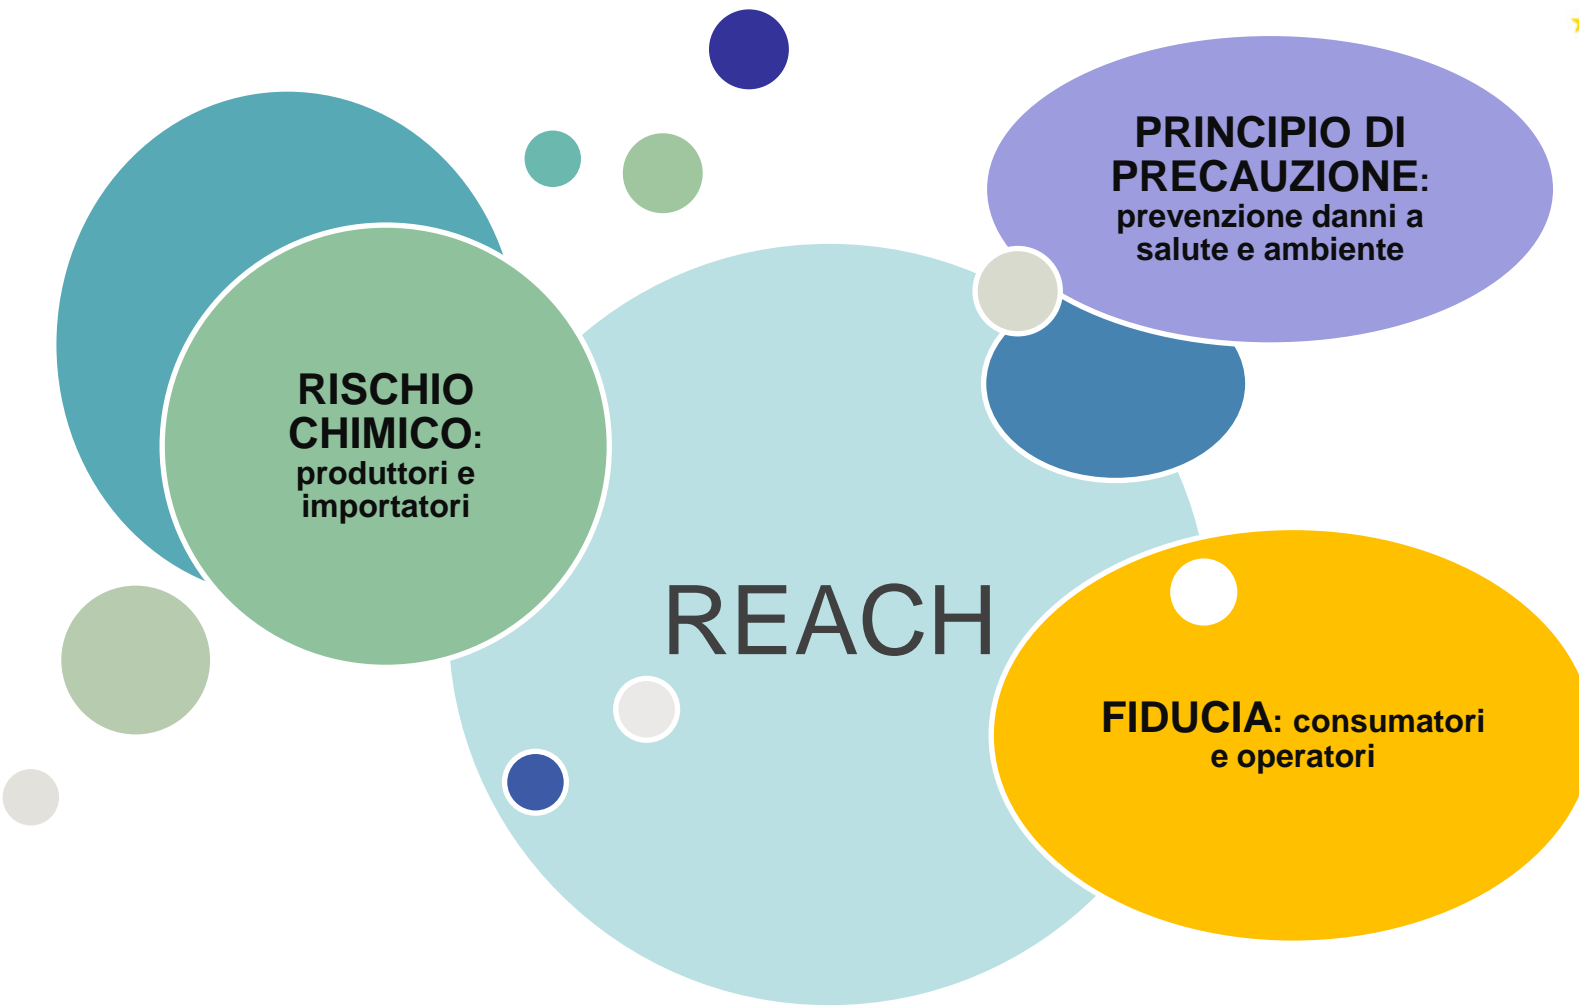 PRINCIPIO DI
PRECAUZIONE:
prevenzione danni a
salute e ambiente
RISCHIO
CHIMICO:
produttori e
importatori
REACH
FIDUCIA: consumatori
e operatori